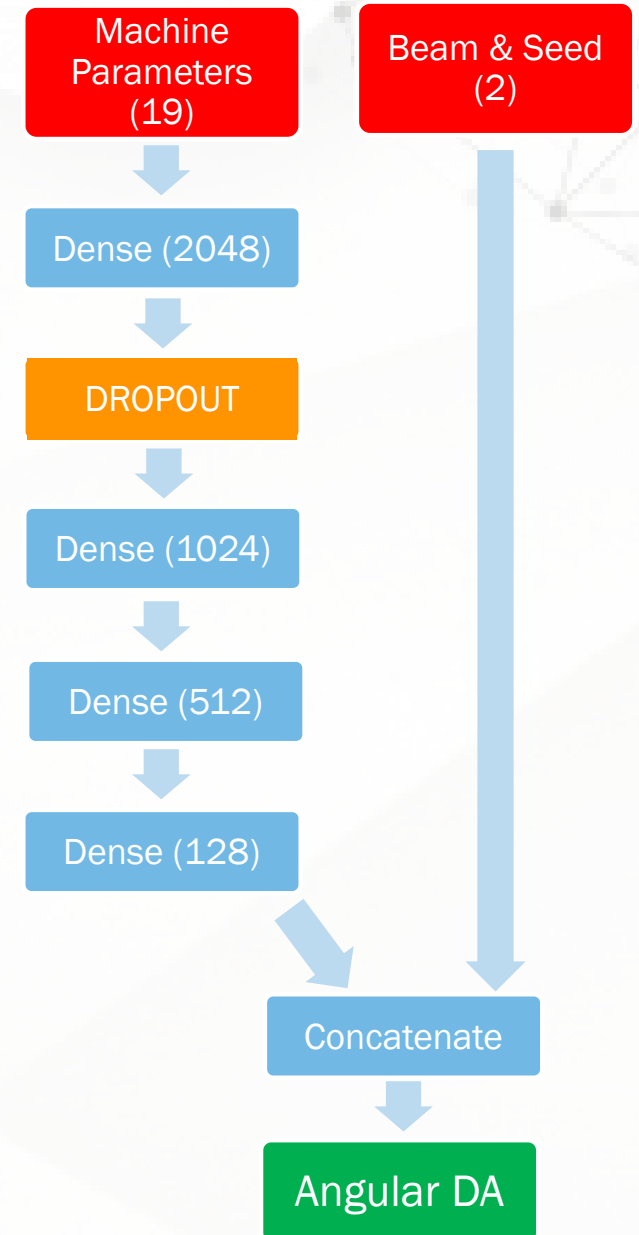 Machine
Parameters
(19)
Beam & Seed
(2)
Dense (2048)
DROPOUT
Dense (1024)
Dense (512)
Dense (128)
Concatenate
Angular DA